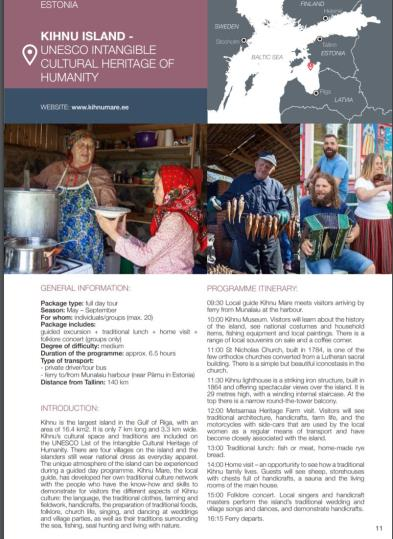 ESTONIA
KIHNU ISLAND -
UNESCO INTANGIBLE
CULTURAL HERITAGE OF
HUMANITY
WEBSITE: www.kihnumare.ee
FINLAND
Helsinki
SWEDEN
Stockholm
Tallinn
ESTONIA
BALTIC SEA
Riga
LATVIA
GENERAL INFORMATION:
Package type: full day tour
Season: May – September
For whom: individuals/groups (max. 20)
Package includes:
guided excursion + traditional lunch + home visit +
folklore concert (groups only)
Degree of difficulty: medium
Duration of the programme: approx. 6.5 hours
Type of transport:
- private driver/tour bus
- ferry to/from Munalaiu harbour (near Pärnu in Estonia)
Distance from Tallinn: 140 km
INTRODUCTION:
Kihnu is the largest island in the Gulf of Riga, with an
area of 16.4 km2. It is only 7 km long and 3.3 km wide.
Kihnu's cultural space and traditions are included on
the UNESCO List of the Intangible Cultural Heritage of
Humanity. There are four villages on the island and the
islanders still wear national dress as everyday apparel.
The unique atmosphere of the island can be experienced
during a guided day programme. Kihnu Mare, the local
guide, has developed her own traditional culture network
with the people who have the know-how and skills to
demonstrate for visitors the different aspects of Kihnu
culture: the language, the traditional clothes, farming and
fieldwork, handicrafts, the preparation of traditional foods,
folklore, church life, singing, and dancing at weddings
and village parties, as well as their traditions surrounding
the sea, fishing, seal hunting and living with nature.
PROGRAMME ITINERARY:
09:30 Local guide Kihnu Mare meets visitors arriving by
ferry from Munalaiu at the harbour.
10:00 Kihnu Museum. Visitors will learn about the history
of the island, see national costumes and household
items, fishing equipment and local paintings. There is a
range of local souvenirs on sale and a coffee corner.
11:00 St Nicholas Church, built in 1784, is one of the
few orthodox churches converted from a Lutheran sacral
building. There is a simple but beautiful iconostasis in the
church.
11:30 Kihnu lighthouse is a striking iron structure, built in
1864 and offering spectacular views over the island. It is
29 metres high, with a winding internal staircase. At the
top there is a narrow round-the-tower balcony.
12:00 Metsamaa Heritage Farm visit. Visitors will see
traditional architecture, handicrafts, farm life, and the
motorcycles with side-cars that are used by the local
women as a regular means of transport and have
become closely associated with the island.
13:00 Traditional lunch: fish or meat, home-made rye
bread.
14:00 Home visit – an opportunity to see how a traditional
Kihnu family lives. Guests will see sheep, storehouses
with chests full of handicrafts, a sauna and the living
rooms of the main house.
15:00 Folklore concert. Local singers and handicraft
masters perform the island's traditional wedding and
village songs and dances, and demonstrate handicrafts.
16:15 Ferry departs.
11